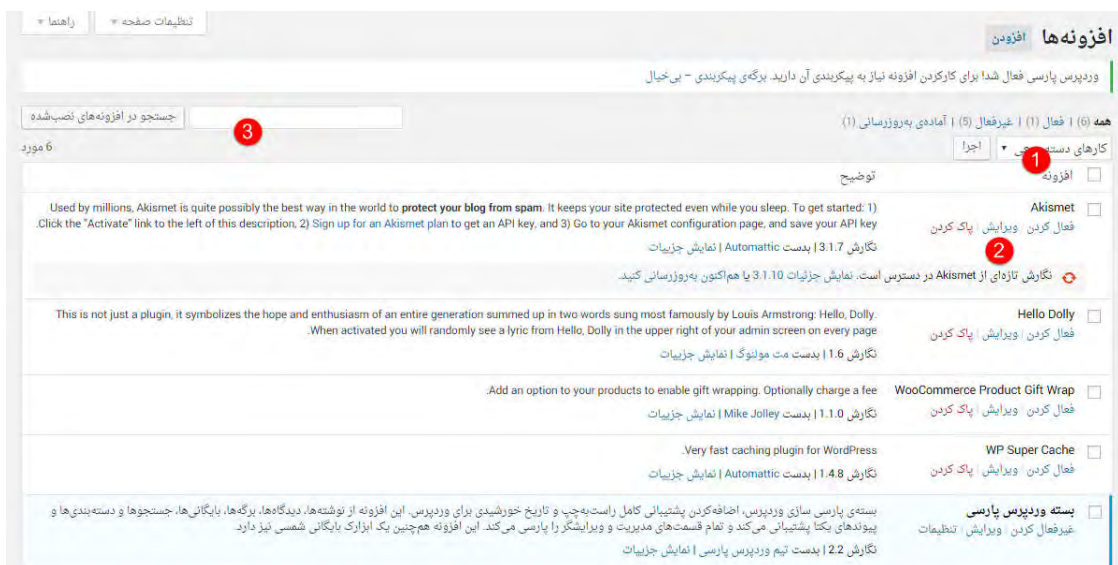 تنظیمات صفحه
راهنما
افزونه‌ها افزودن
وردپرس پارسی فعال شد! برای کارکردن افزونه نیاز به پیکربندی آن دارید. برگه‌ی پیکربندی – بی‌خیال
همه (6) | فعال (1) | غیرفعال (5) | آماده‌ی به‌روزرسانی (1)
3
جستجو در افزونه‌های نصب‌شده
کارهای
اجرا
1
6 مورد
افزونه
توضیح
Akismet
فعال کردن | ویرایش | پاک کردن
2
Used by millions, Akismet is quite possibly the best way in the world to protect your blog from spam. It keeps your site protected even while you sleep. To get started: 1)
Click the "Activate" link to the left of this description, 2) Sign up for an Akismet plan to get an API key, and 3) Go to your Akismet configuration page, and save your API key.
نگارش 3.1.7 | بدست Automattic | نمایش جزییات
نگارش تازه‌ای از Akismet در دسترس است. نمایش جزئیات 3.1.10 یا هم‌اکنون به‌روزرسانی کنید.
Hello Dolly
فعال کردن | ویرایش | پاک کردن
This is not just a plugin, it symbolizes the hope and enthusiasm of an entire generation summed up in two words sung most famously by Louis Armstrong: Hello, Dolly.
When activated you will randomly see a lyric from Hello, Dolly in the upper right of your admin screen on every page.
نگارش 1.6 | بدست مت مولنوگ | نمایش جزییات
WooCommerce Product Gift Wrap
فعال کردن | ویرایش | پاک کردن
Add an option to your products to enable gift wrapping. Optionally charge a fee.
نگارش 1.1.0 | بدست Mike Jolley | نمایش جزییات
WP Super Cache
فعال کردن | ویرایش | پاک کردن
Very fast caching plugin for WordPress.
نگارش 1.4.8 | بدست Automattic | نمایش جزییات
بسته وردپرس پارسی
غیرفعال کردن | ویرایش | تنظیمات
بسته‌ی پارسی سازی وردپرس، اضافه‌کردن پشتیبانی کامل راست‌به‌چپ و تاریخ خورشیدی برای وردپرس. این افزونه از نوشته‌ها، دیدگاه‌ها، برگه‌ها، بایگانی‌ها، جستجوها و دسته‌بندی‌ها و
پیوندهای یکتا پشتیبانی می‌کند و تمام قسمت‌های مدیریت و ویرایشگر را پارسی می‌کند. این افزونه هم‌چنین یک ابزارک بایگانی شمسی نیز دارد.
نگارش 2.2 | بدست تیم وردپرس پارسی | نمایش جزییات